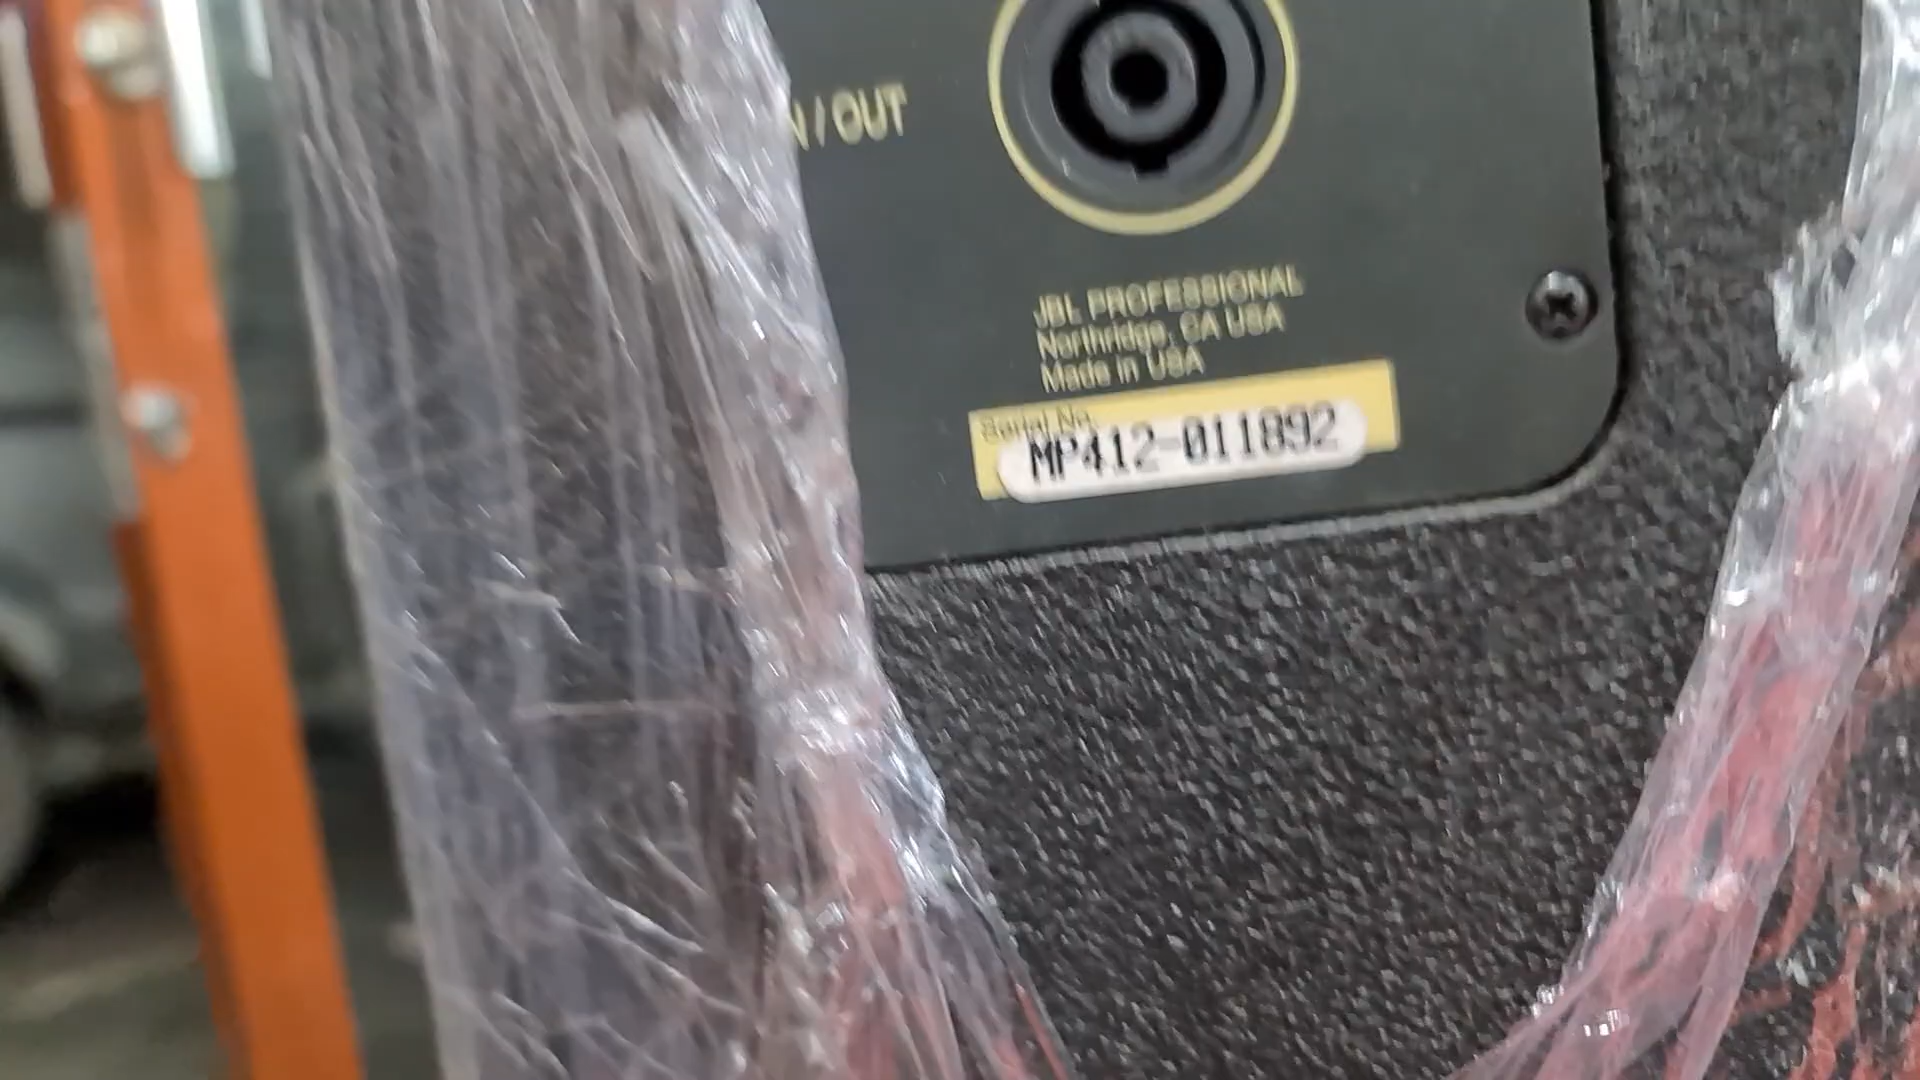 N / OUT
JBL PROFESSIONAL
Northridge, CA USA
Made in USA
Serial No.
MP412-011892